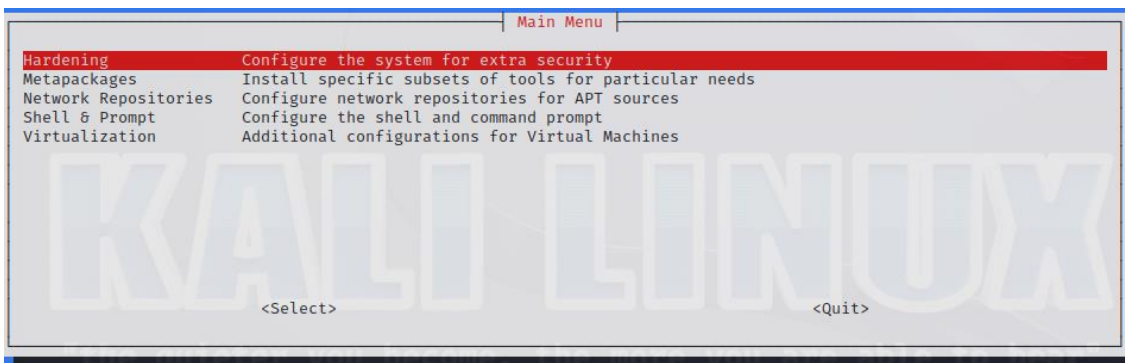 Main Menu
Hardening Configure the system for extra security
Metapackages Install specific subsets of tools for particular needs
Network Repositories Configure network repositories for APT sources
Shell & Prompt Configure the shell and command prompt
Virtualization Additional configurations for Virtual Machines
KALI LINUX
<Select> <Quit>